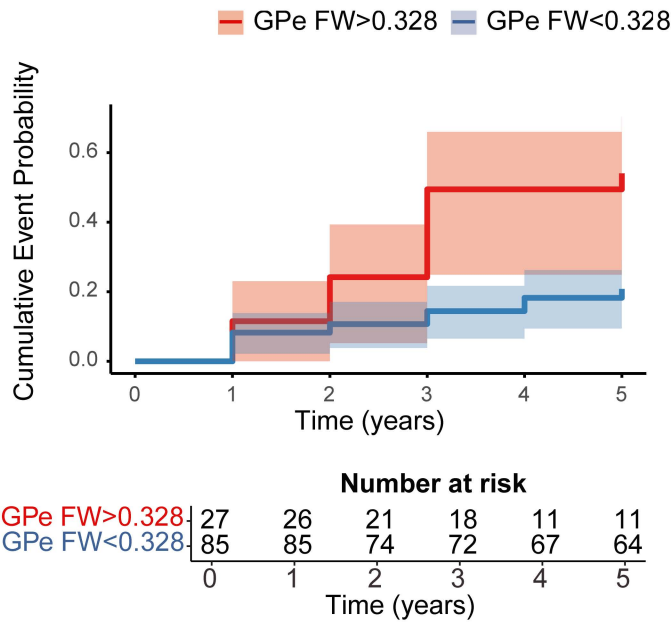 GPe FW>0.328 GPe FW<0.328
Cumulative Event Probability
0.6
0.4
0.2
0.0
0 1 2 3 4 5
Time (years)
Number at risk
GPe FW>0.328 27 26 21 18 11 11
GPe FW<0.328 85 85 74 72 67 64
0 1 2 3 4 5
Time (years)